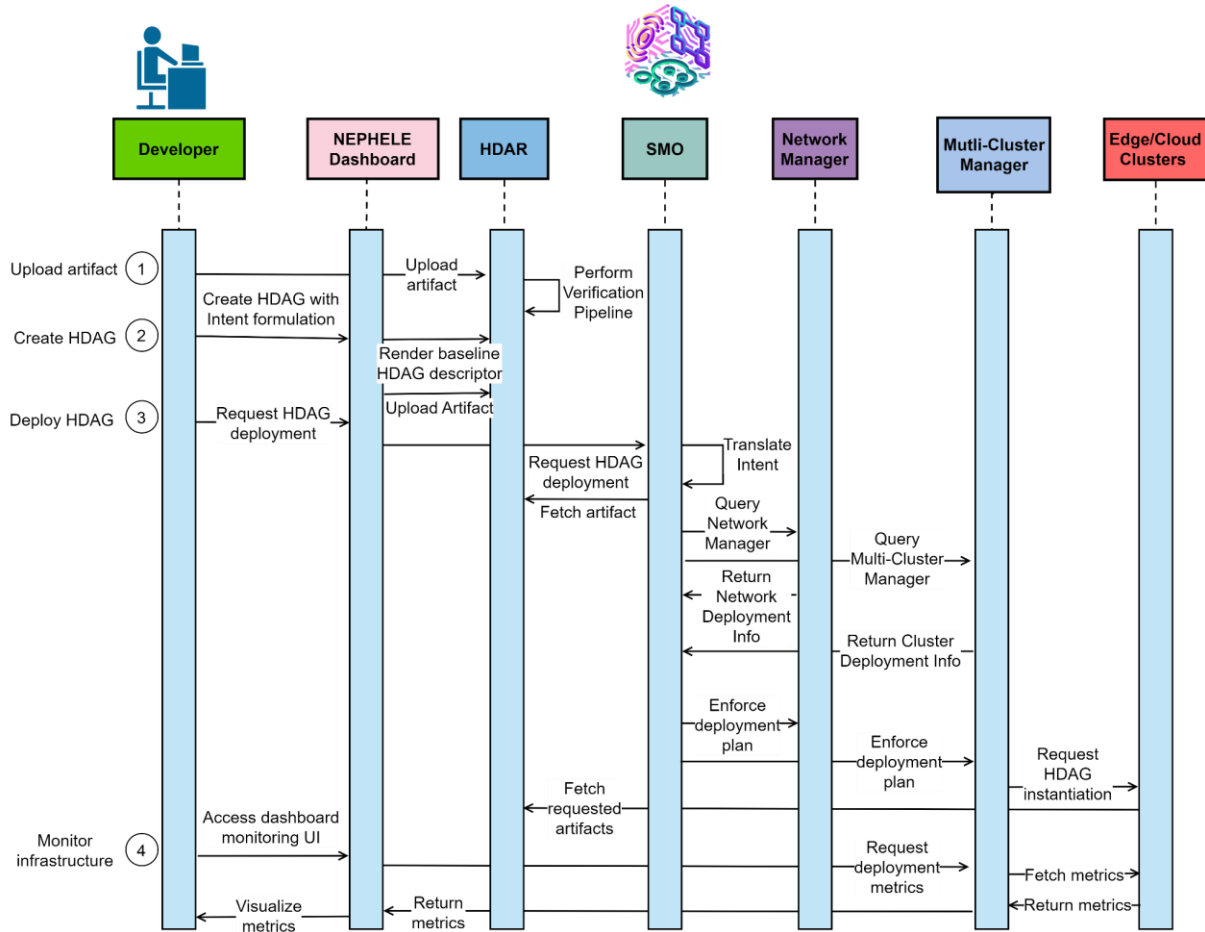 Developer
NEPHELE
Dashboard
HDAR
SMO
Network
Manager
Mutli-Cluster
Manager
Edge/Cloud
Clusters
Upload artifact
1
Upload
artifact
Perform
Verification
Pipeline
Create HDAG with
Intent formulation
Create HDAG
2
Render baseline
HDAG descriptor
Upload Artifact
Deploy HDAG
3
Request HDAG
deployment
Request HDAG
deployment
Translate
Intent
Fetch artifact
Query
Network
Manager
Query
Multi-Cluster
Manager
Return
Network
Deployment
Info
Return Cluster
Deployment Info
Enforce
deployment
plan
Enforce
deployment
plan
Request
HDAG
instantiation
Fetch
requested
artifacts
Monitor
infrastructure
4
Access dashboard
monitoring UI
Request
deployment
metrics
Fetch metrics
Return metrics
Return
metrics
Visualize
metrics